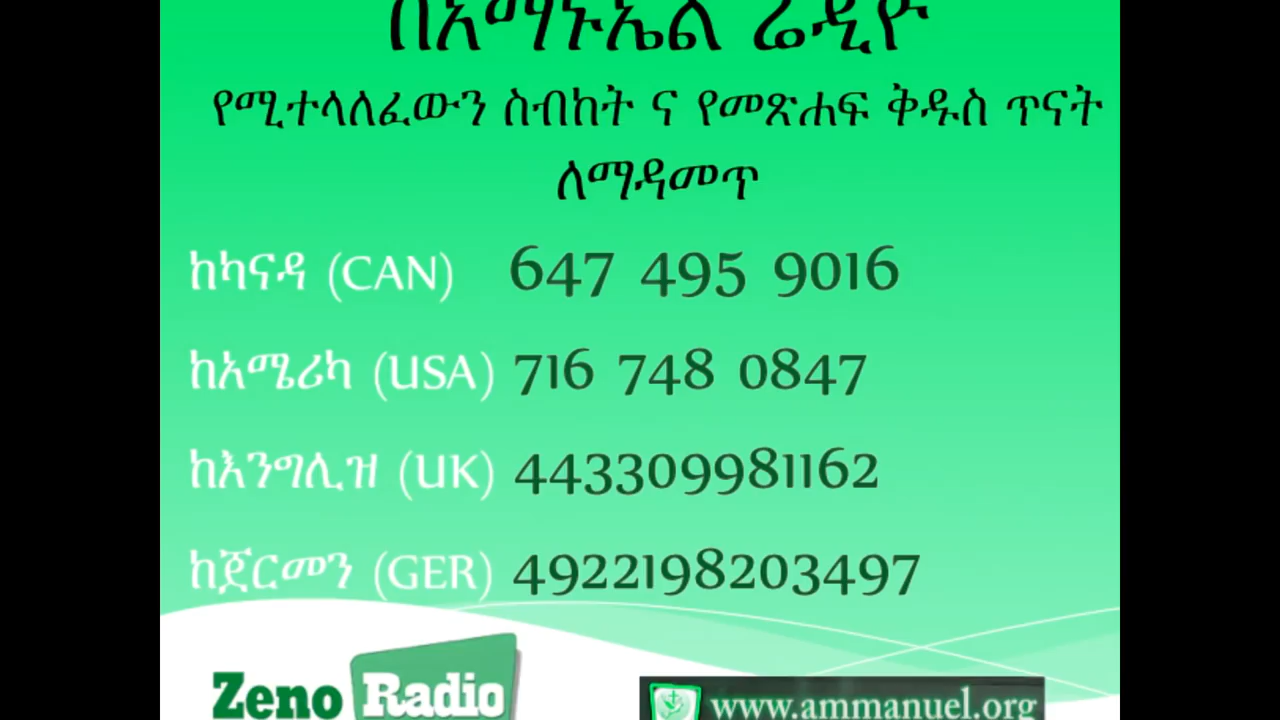 በአማኑኤል ሬዲዮ
የሚተላለፈውን ስብከት ና የመጽሐፍ ቅዱስ ጥናት
ለማዳመጥ
ከካናዳ (CAN) 647 495 9016
ከአሜሪካ (USA) 716 748 0847
ከእንግሊዝ (UK) 443309981162
ከጀርመን (GER) 4922198203497
Zeno Radio
www.ammanuel.org